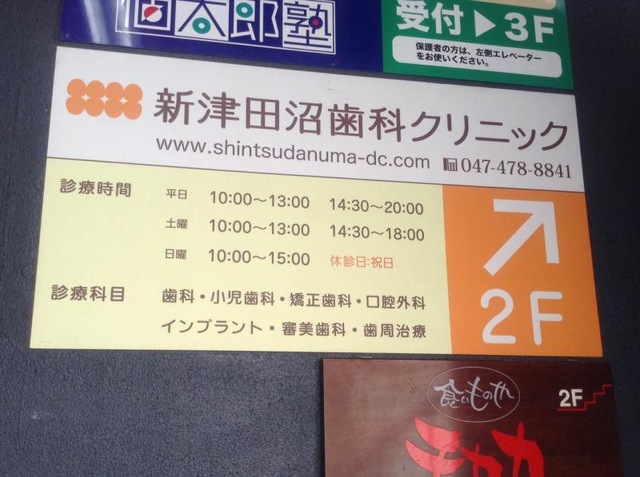 個太郎塾
受付▶3F
保護者の方は、左側エレベーター
をお使いください。
新津田沼歯科クリニック
www.shintsudanuma-dc.com 047-478-8841
診療時間 平日 10:00～13:00 14:30～20:00
土曜 10:00～13:00 14:30～18:00
日曜 10:00～15:00 休診日:祝日
診療科目 歯科・小児歯科・矯正歯科・口腔外科
インプラント・審美歯科・歯周治療
2F
食いものや
2F